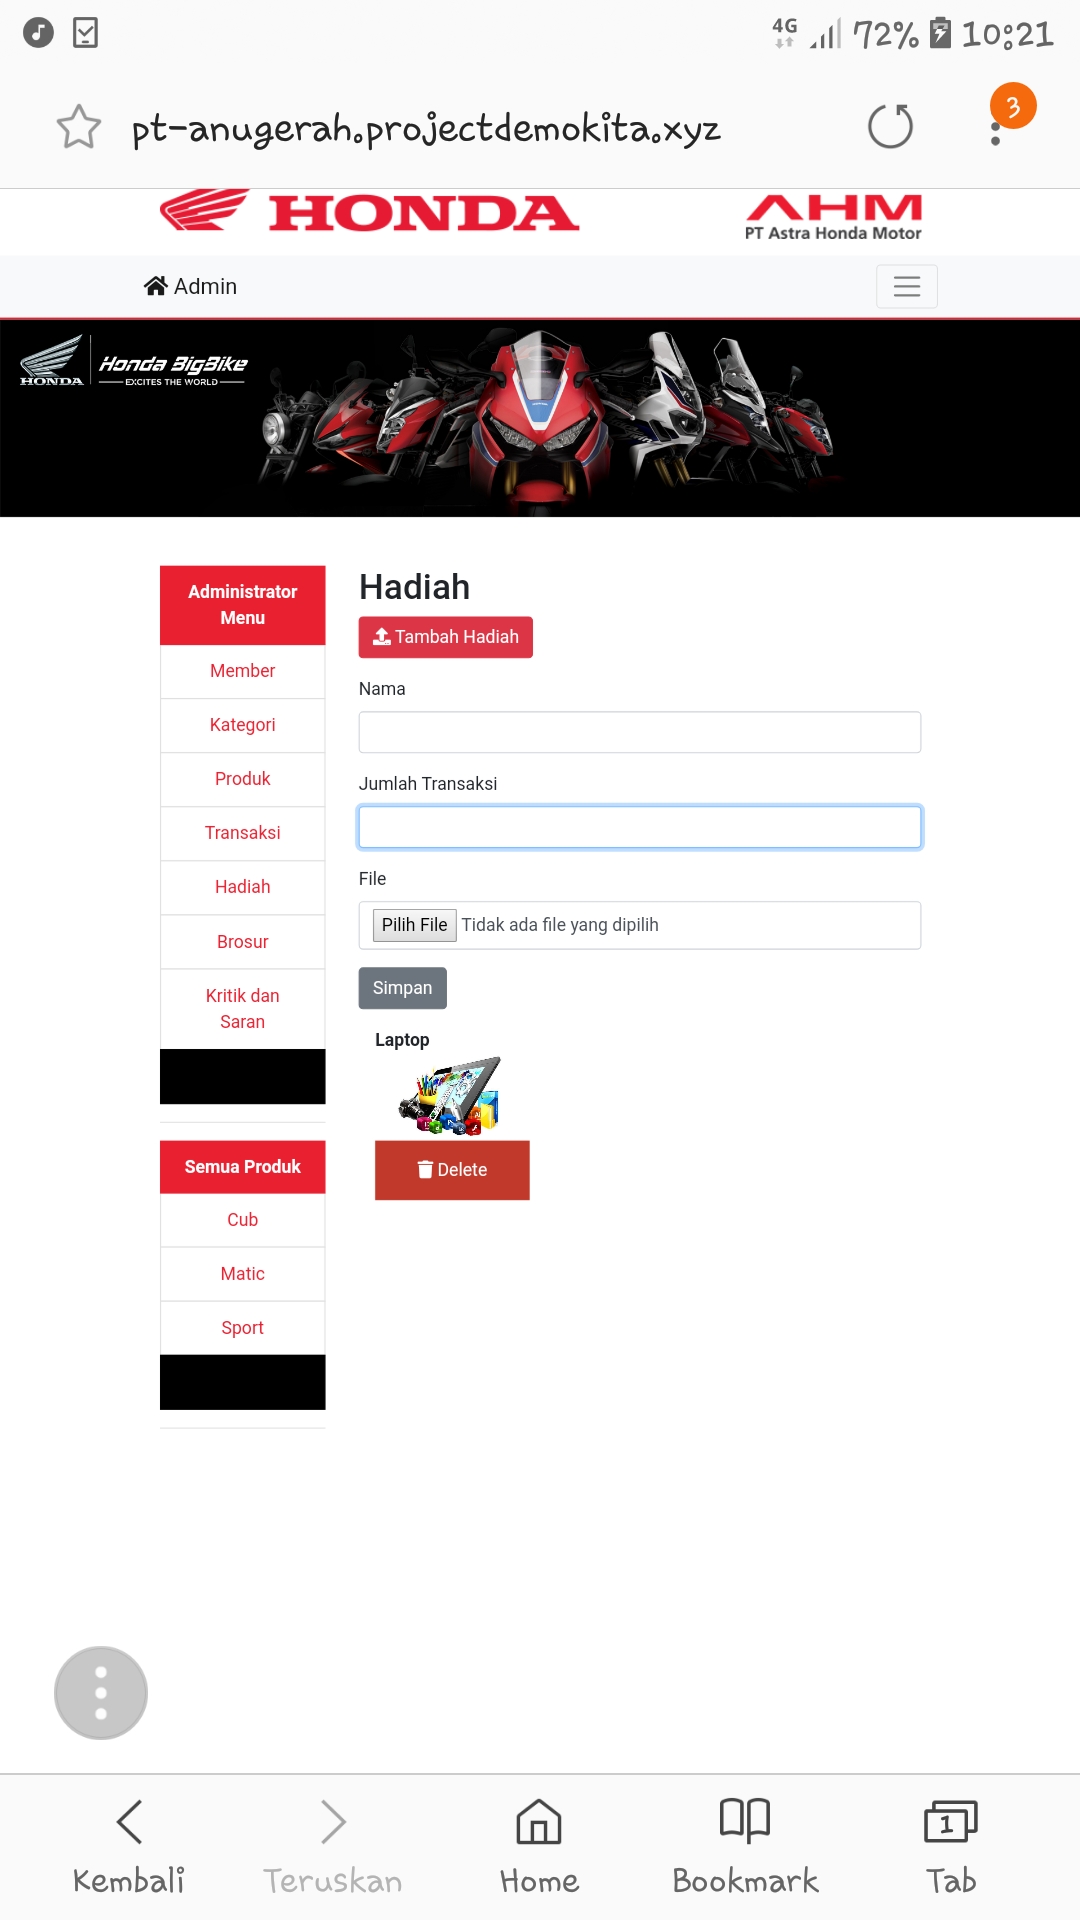 4G 72% 10:21
pt-anugerah.projectdemokita.xyz
3
HONDA
AHM
PT Astra Honda Motor
Admin
HONDA
Honda BigBike
EXCITES THE WORLD
Administrator
Menu
Member
Kategori
Produk
Transaksi
Hadiah
Brosur
Kritik dan
Saran
Semua Produk
Cub
Matic
Sport
Hadiah
Tambah Hadiah
Nama
Jumlah Transaksi
File
Pilih File Tidak ada file yang dipilih
Simpan
Laptop
Delete
1
Kembali Teruskan Home Bookmark Tab